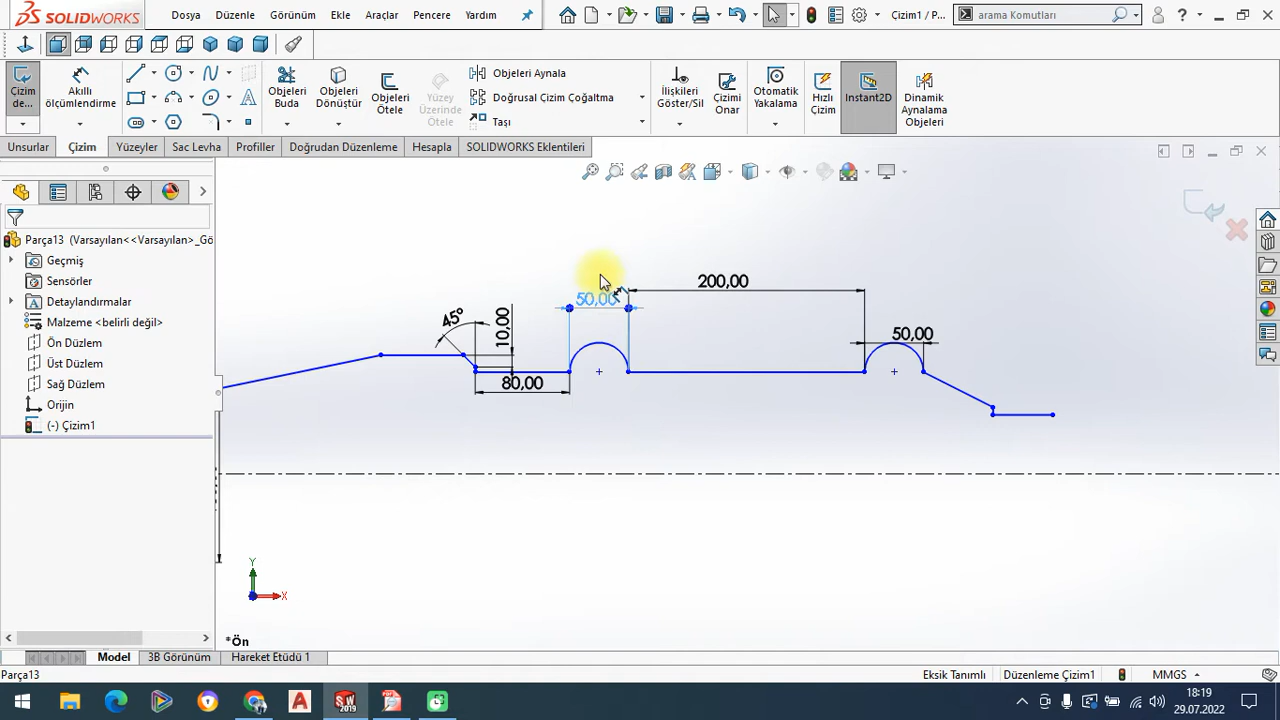 SOLIDWORKS
Dosya Düzenle Görünüm Ekle Araçlar Pencere Yardım
Çizim1 / P...
arama Komutları
Çizim de...
Akıllı ölçümlendirme
Objeleri Buda
Objeleri Dönüştür
Objeleri Ötele
Yüzey Üzerinde Ötele
Objeleri Aynala
Doğrusal Çizim Çoğaltma
Taşı
İlişkileri Göster/Sil
Çizimi Onar
Otomatik Yakalama
Hızlı Çizim
Instant2D
Dinamik Aynalama Objeleri
Unsurlar Çizim Yüzeyler Sac Levha Profiller Doğrudan Düzenleme Hesapla SOLIDWORKS Eklentileri
Parça13 (Varsayılan<<Varsayılan>_Gö
Geçmiş
Sensörler
Detaylandırmalar
Malzeme <belirli değil>
Ön Düzlem
Üst Düzlem
Sağ Düzlem
Orijin
(-) Çizim1
200,00
50,00
45°
10,00
50,00
80,00
Y
X
*Ön
Model 3B Görünüm Hareket Etüdü 1
Parça13
Eksik Tanımlı
Düzenleme Çizim1
MMGS
SW
2019
18:19
29.07.2022